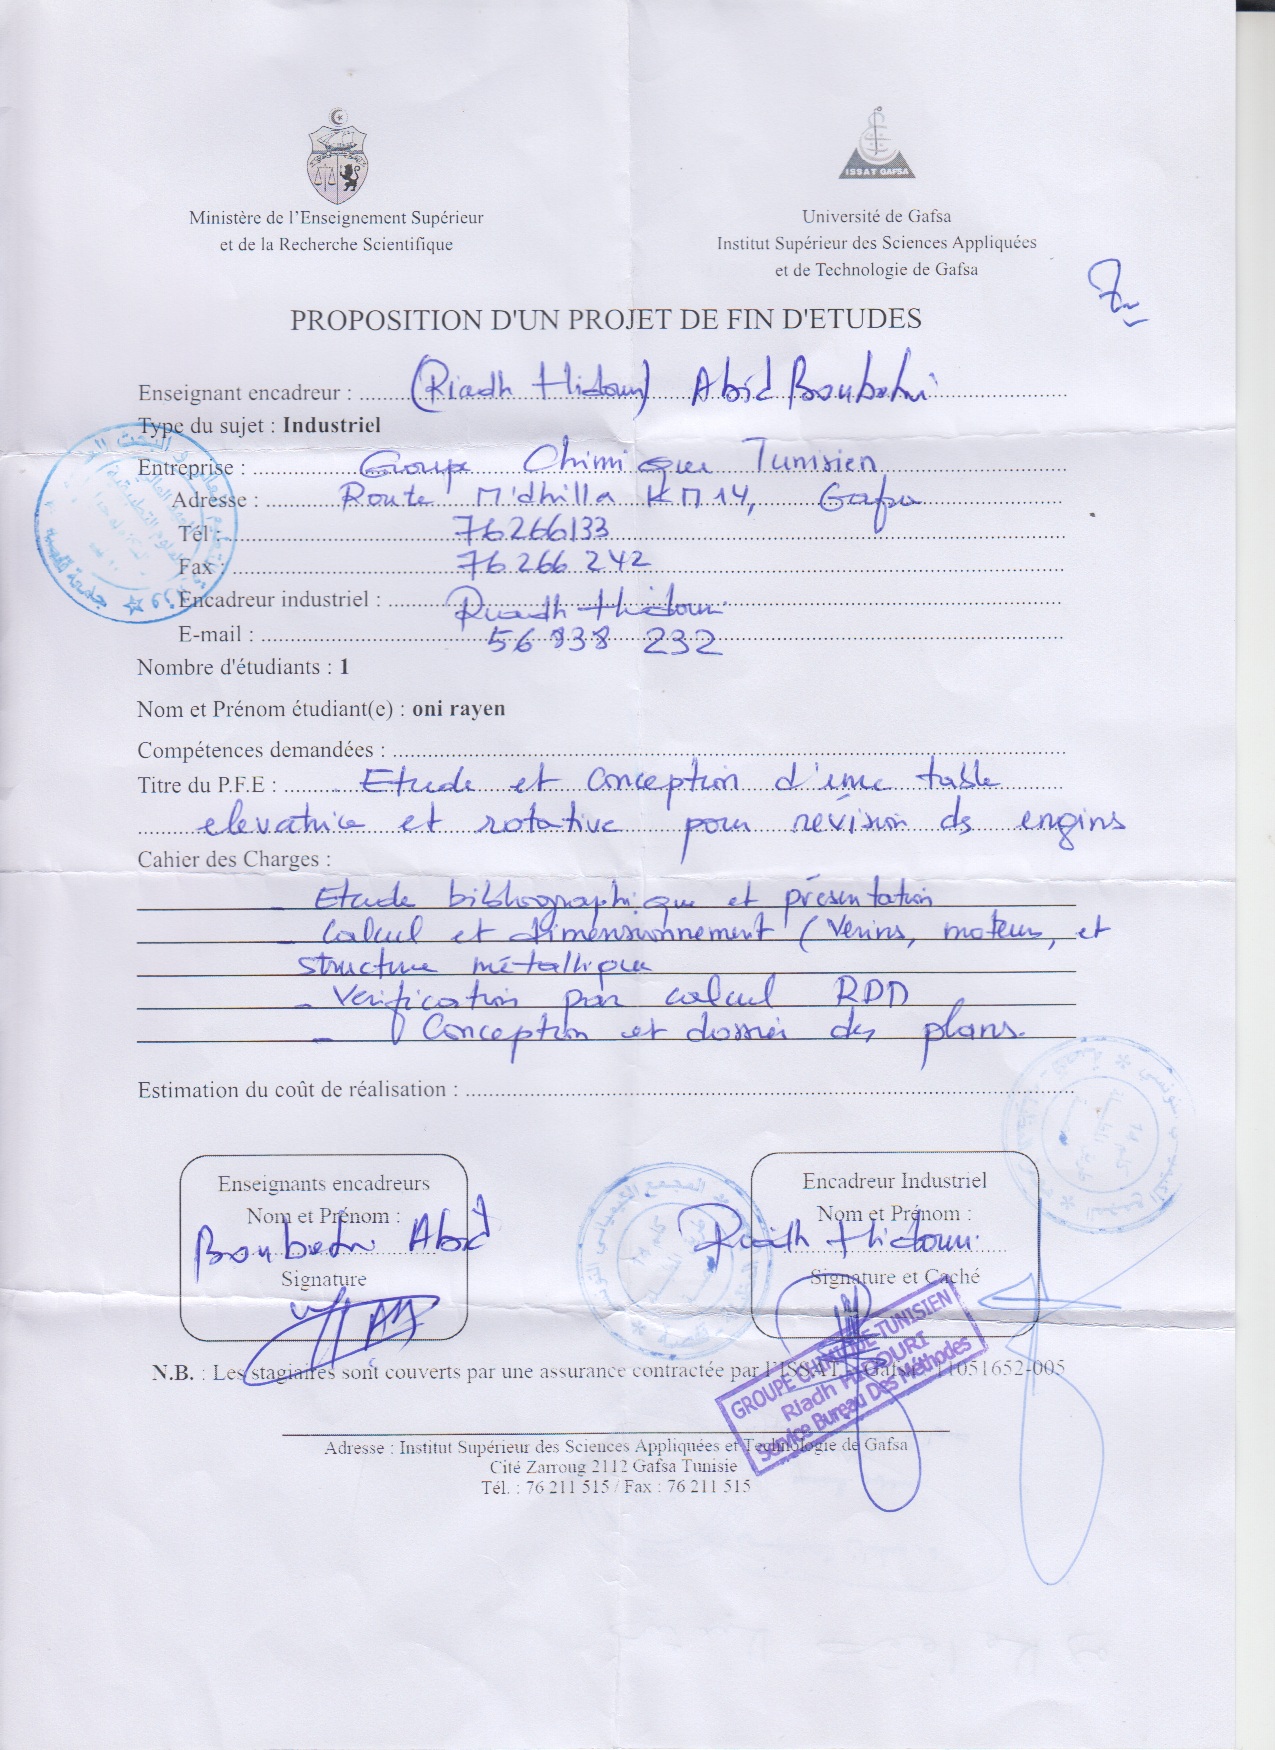 ISSAT GAFSA
Ministère de l'Enseignement Supérieur
et de la Recherche Scientifique
Université de Gafsa
Institut Supérieur des Sciences Appliquées
et de Technologie de Gafsa
PROPOSITION D'UN PROJET DE FIN D'ETUDES
Enseignant encadreur : (Riadh Hidouri) Abid Boubakri
Type du sujet : Industriel
Entreprise : Groupe Chimique Tunisien
Adresse : Route M'dhilla KM 14, Gafsa
Tél : 76266133
Fax : 76 266 242
Encadreur industriel : Riadh Hidouri
E-mail : 56 938 232
Nombre d'étudiants : 1
Nom et Prénom étudiant(e) : oni rayen
Compétences demandées :
Titre du P.F.E : Etude et conception d'une table
elevatrice et rotative pour révision ds engins
Cahier des Charges :
- Etude bibliographique et présentation
- Calcul et dimensionnement (Verins, moteurs, et
structure métallique
- Verification par calcul RDM
- Conception et dossier des plans.
Estimation du coût de réalisation :
Enseignants encadreurs
Nom et Prénom :
Boubakri Abid
Signature
Encadreur Industriel
Nom et Prénom :
Riadh Hidouri
Signature et Caché
GROUPE CHIMIQUE TUNISIEN
Riadh HIDOURI
Service Bureau Des Méthodes
N.B. : Les stagiaires sont couverts par une assurance contractée par l'ISSAT Gafsa 11051652-005
Adresse : Institut Supérieur des Sciences Appliquées et Technologie de Gafsa
Cité Zarroug 2112 Gafsa Tunisie
Tél. : 76 211 515 / Fax : 76 211 515